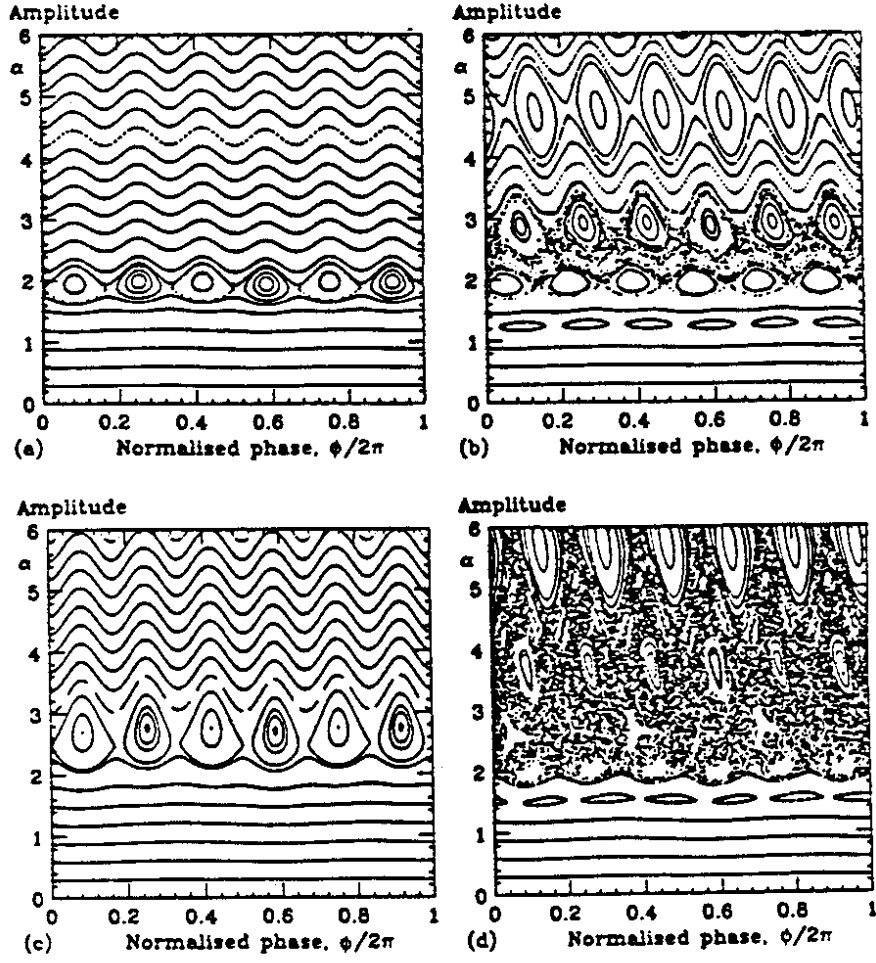 Amplitude
6
α
5
4
3
2
1
0
0 0.2 0.4 0.6 0.8 1
(a) Normalised phase, ϕ/2π
Amplitude
6
α
5
4
3
2
1
0
0 0.2 0.4 0.6 0.8 1
(b) Normalised phase, ϕ/2π
Amplitude
6
α
5
4
3
2
1
0
0 0.2 0.4 0.6 0.8 1
(c) Normalised phase, ϕ/2π
Amplitude
6
α
5
4
3
2
1
0
0 0.2 0.4 0.6 0.8 1
(d) Normalised phase, ϕ/2π